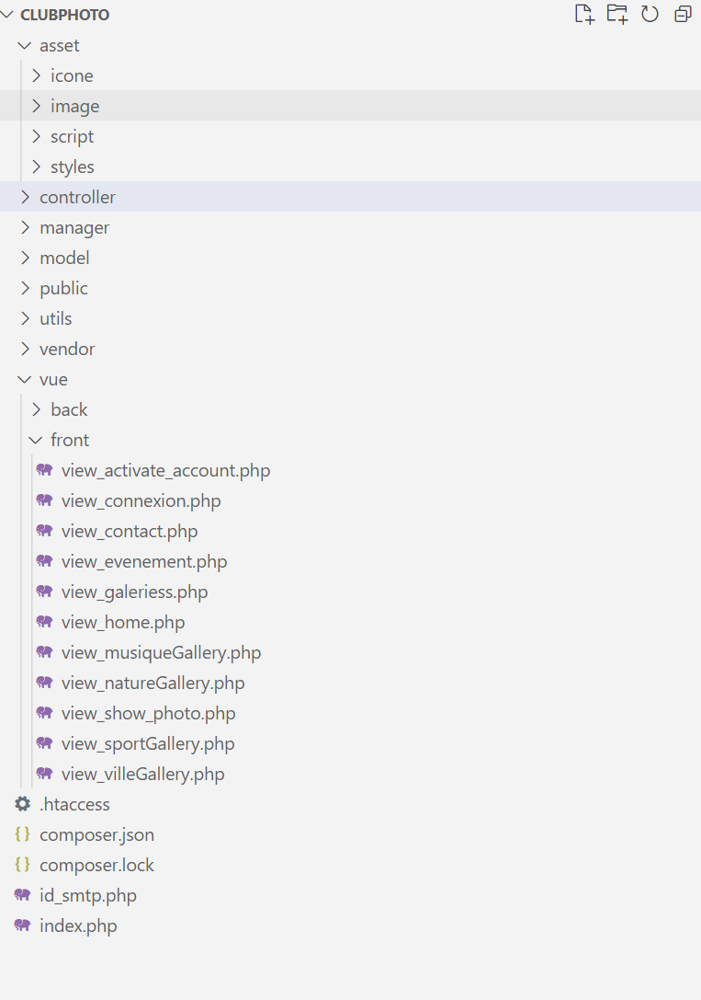 CLUBPHOTO
asset
icone
image
script
styles
controller
manager
model
public
utils
vendor
vue
back
front
view_activate_account.php
view_connexion.php
view_contact.php
view_evenement.php
view_galeriess.php
view_home.php
view_musiqueGallery.php
view_natureGallery.php
view_show_photo.php
view_sportGallery.php
view_villeGallery.php
.htaccess
{} composer.json
{} composer.lock
id_smtp.php
index.php